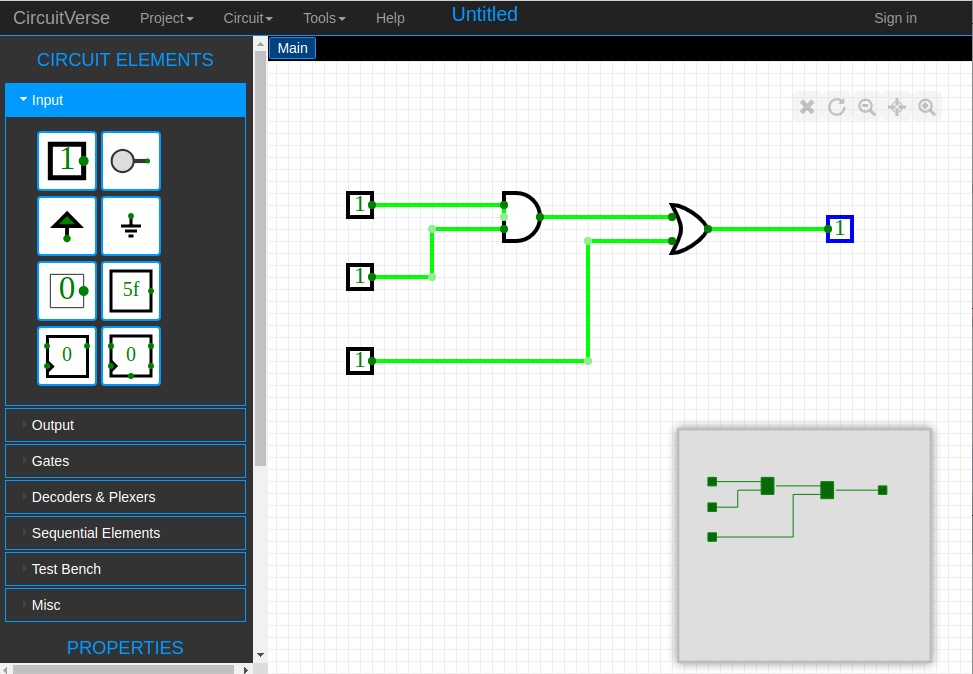 CircuitVerse Project Circuit Tools Help Untitled Sign in
CIRCUIT ELEMENTS
Main
Input
1
0 5f
0 0
Output
Gates
Decoders & Plexers
Sequential Elements
Test Bench
Misc
PROPERTIES
1
1
1
1